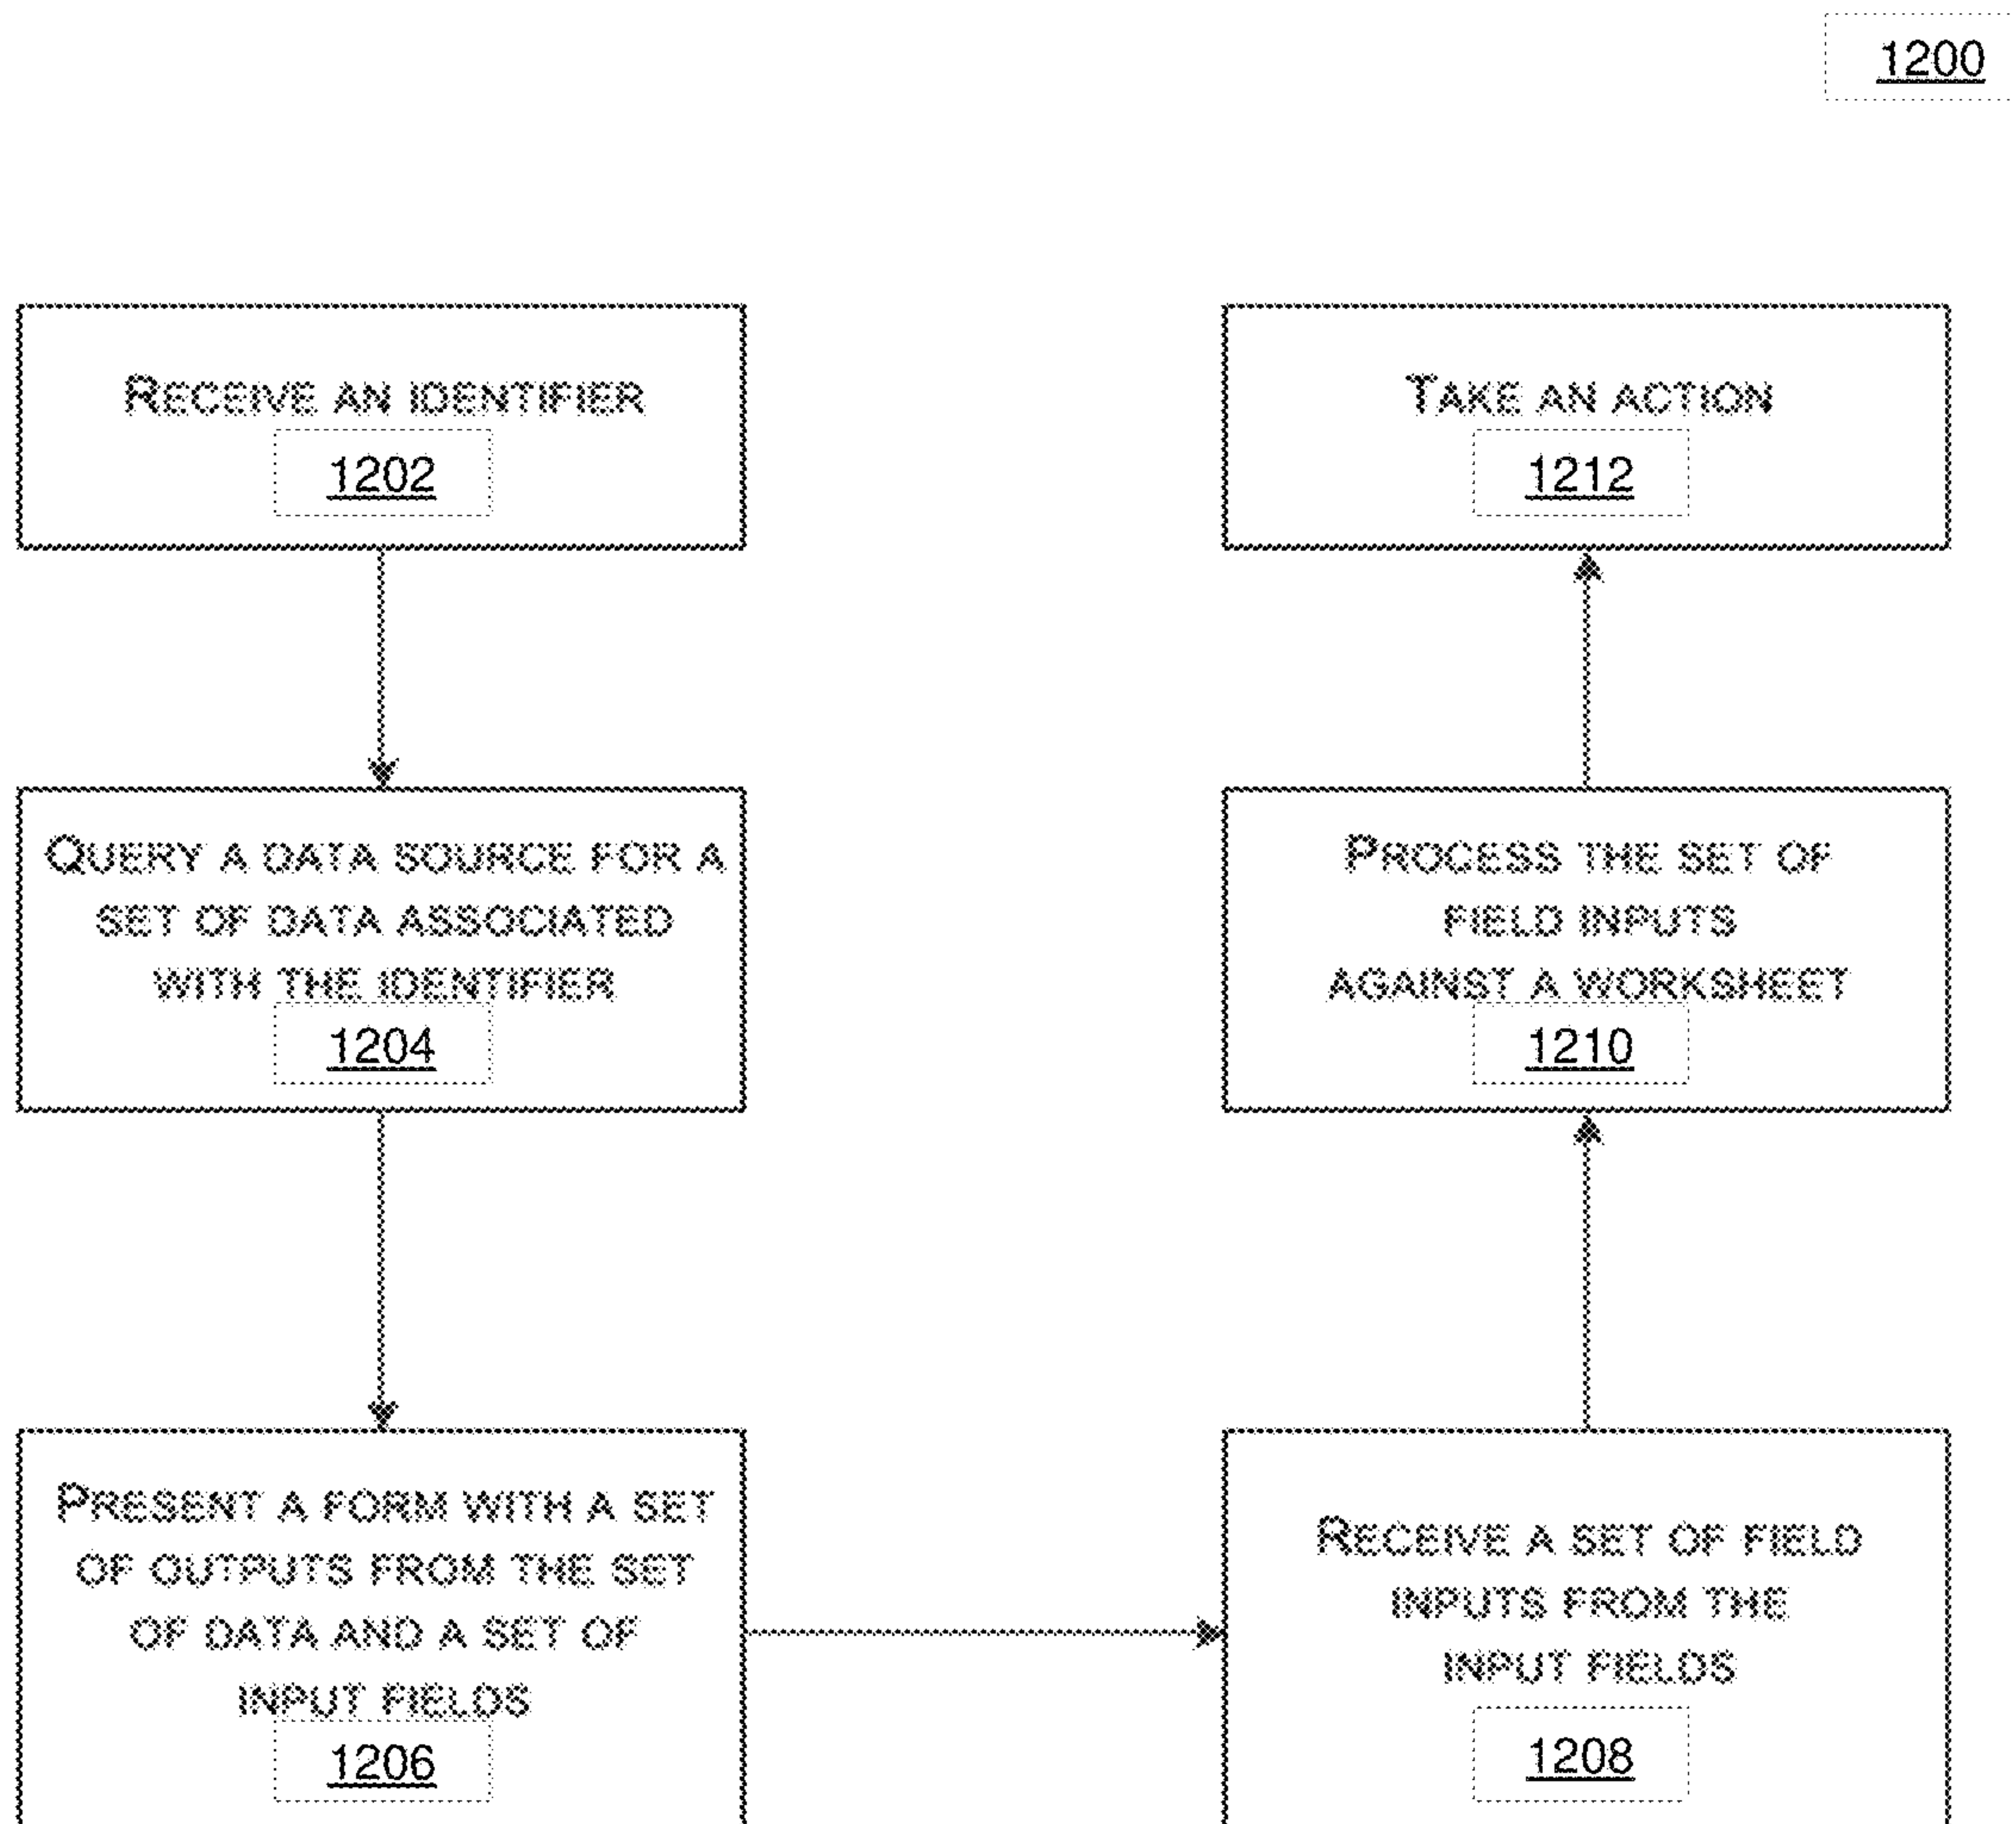 1200
RECEIVE AN IDENTIFIER
1202
QUERY A DATA SOURCE FOR A
SET OF DATA ASSOCIATED
WITH THE IDENTIFIER
1204
PRESENT A FORM WITH A SET
OF OUTPUTS FROM THE SET
OF DATA AND A SET OF
INPUT FIELDS
1206
RECEIVE A SET OF FIELD
INPUTS FROM THE
INPUT FIELDS
1208
PROCESS THE SET OF
FIELD INPUTS
AGAINST A WORKSHEET
1210
TAKE AN ACTION
1212